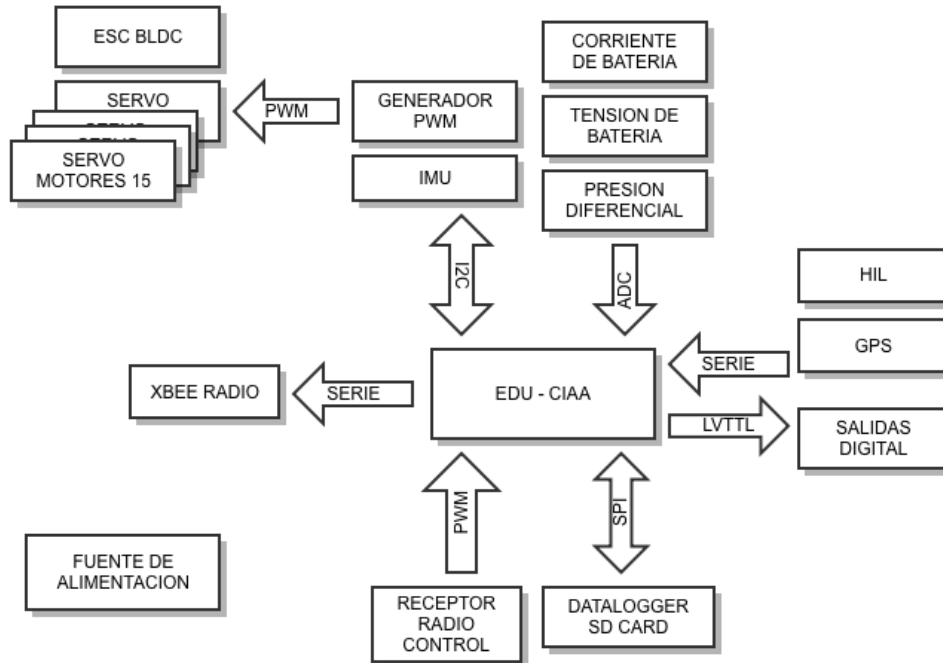 ESC BLDC
SERVO
SERVO
MOTORES 15
PWM
GENERADOR
PWM
IMU
CORRIENTE
DE BATERIA
TENSION DE
BATERIA
PRESION
DIFERENCIAL
I2C
ADC
HIL
GPS
SERIE
XBEE RADIO
SERIE
EDU - CIAA
LVTTL
SALIDAS
DIGITAL
PWM
SPI
FUENTE DE
ALIMENTACION
RECEPTOR
RADIO
CONTROL
DATALOGGER
SD CARD